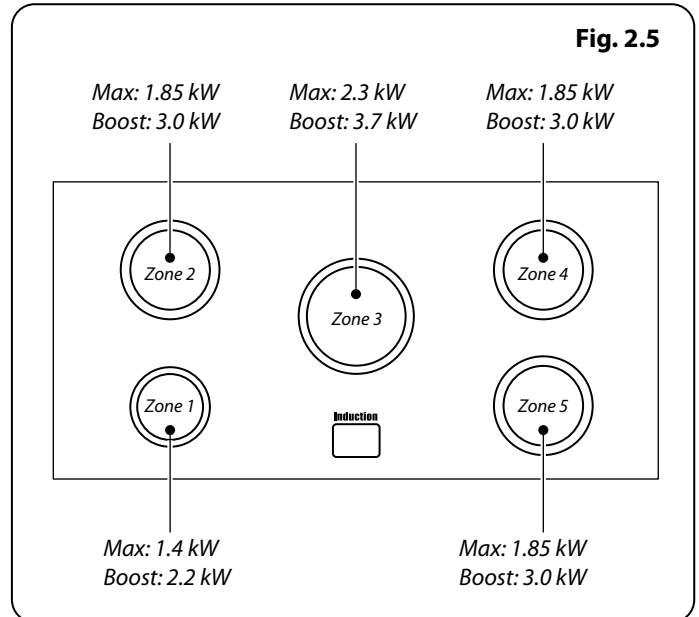 Fig. 2.5
Max: 1.85 kW
Boost: 3.0 kW
Max: 2.3 kW
Boost: 3.7 kW
Max: 1.85 kW
Boost: 3.0 kW
Zone 2
Zone 3
Zone 4
Zone 1
Induction
Zone 5
Max: 1.4 kW
Boost: 2.2 kW
Max: 1.85 kW
Boost: 3.0 kW